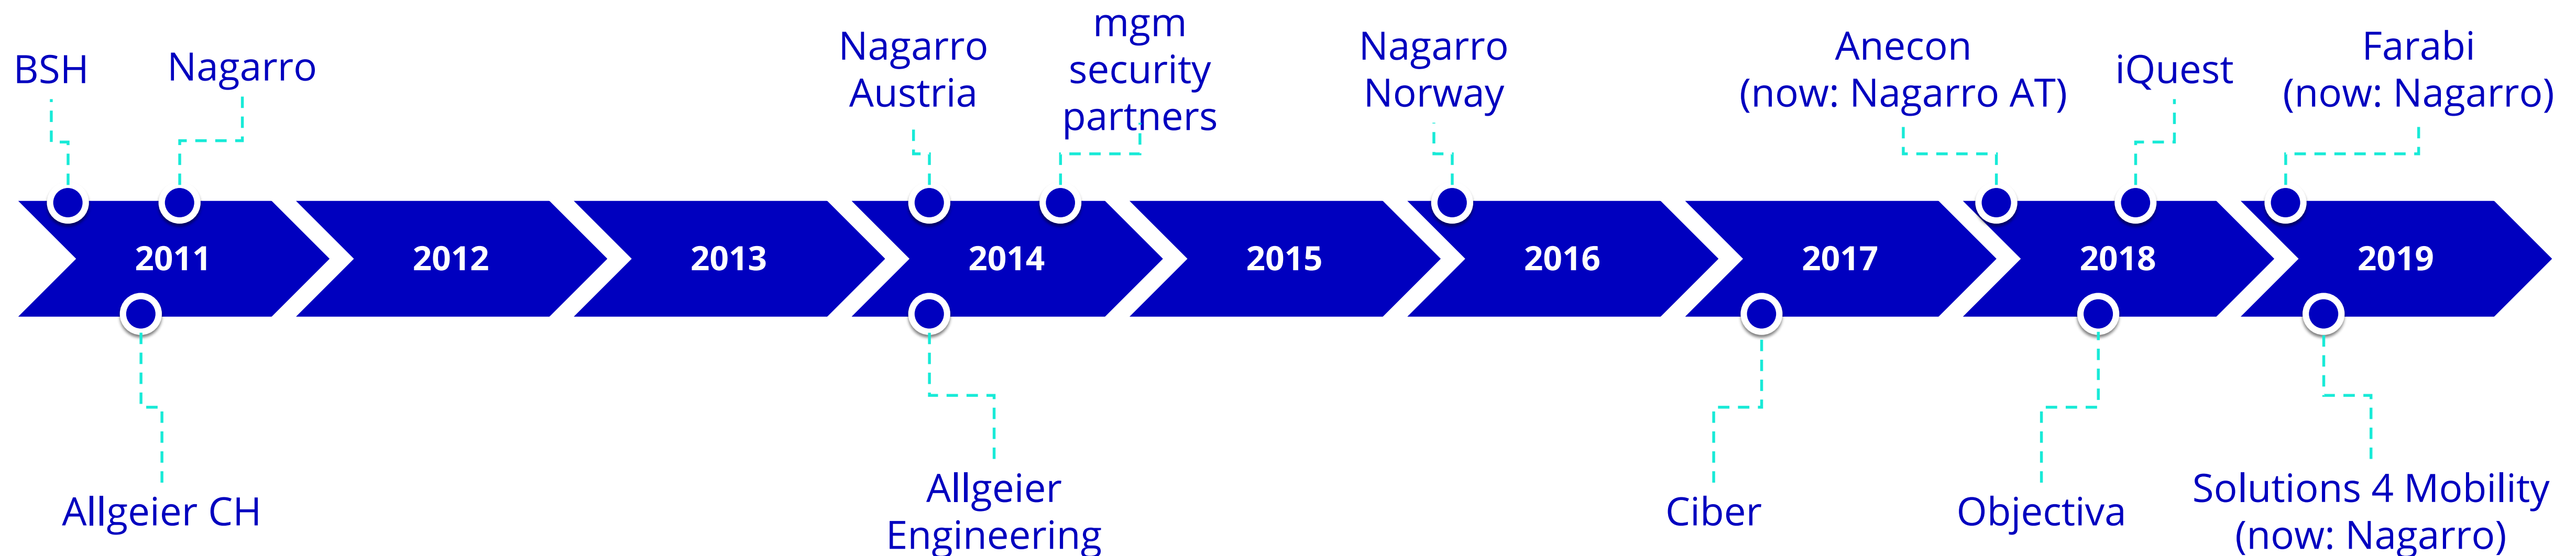 BSH
Nagarro
Nagarro
Austria
mgm
security
partners
Nagarro
Norway
Anecon
(now: Nagarro AT)
iQuest
Farabi
(now: Nagarro)
2011
2012
2013
2014
2015
2016
2017
2018
2019
Allgeier CH
Allgeier
Engineering
Ciber
Objectiva
Solutions 4 Mobility
(now: Nagarro)